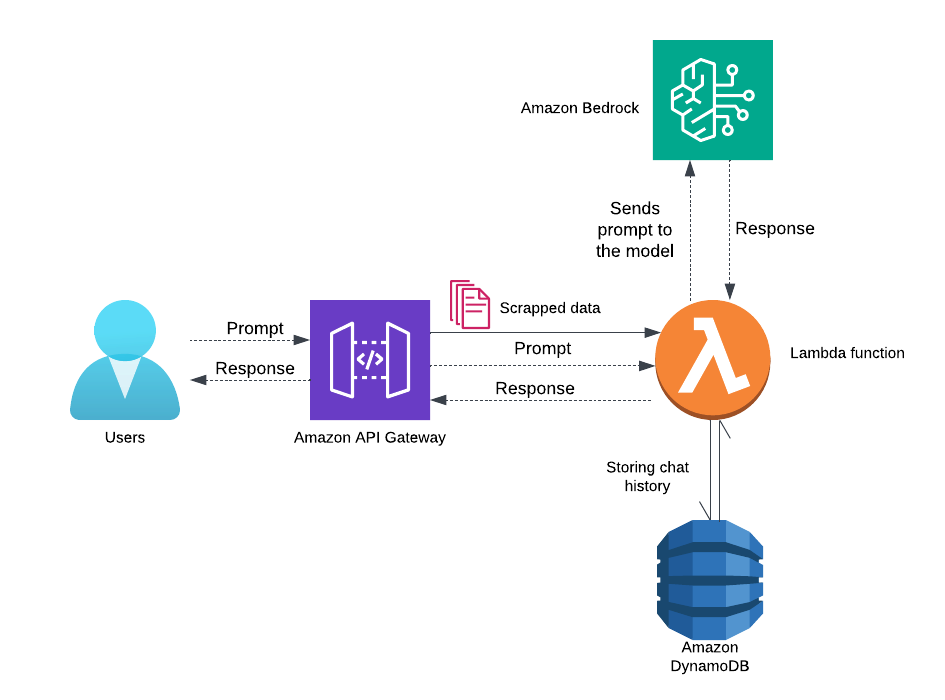 Amazon Bedrock
Sends
prompt to
the model
Response
Scrapped data
Prompt
Prompt
Response
Response
Lambda function
Users
Amazon API Gateway
</>
Storing chat
history
Amazon
DynamoDB